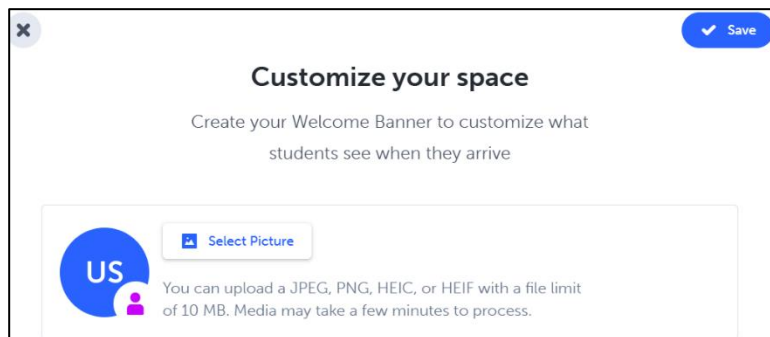 Save
Customize your space
Create your Welcome Banner to customize what
students see when they arrive
Select Picture
US
You can upload a JPEG, PNG, HEIC, or HEIF with a file limit
of 10 MB. Media may take a few minutes to process.